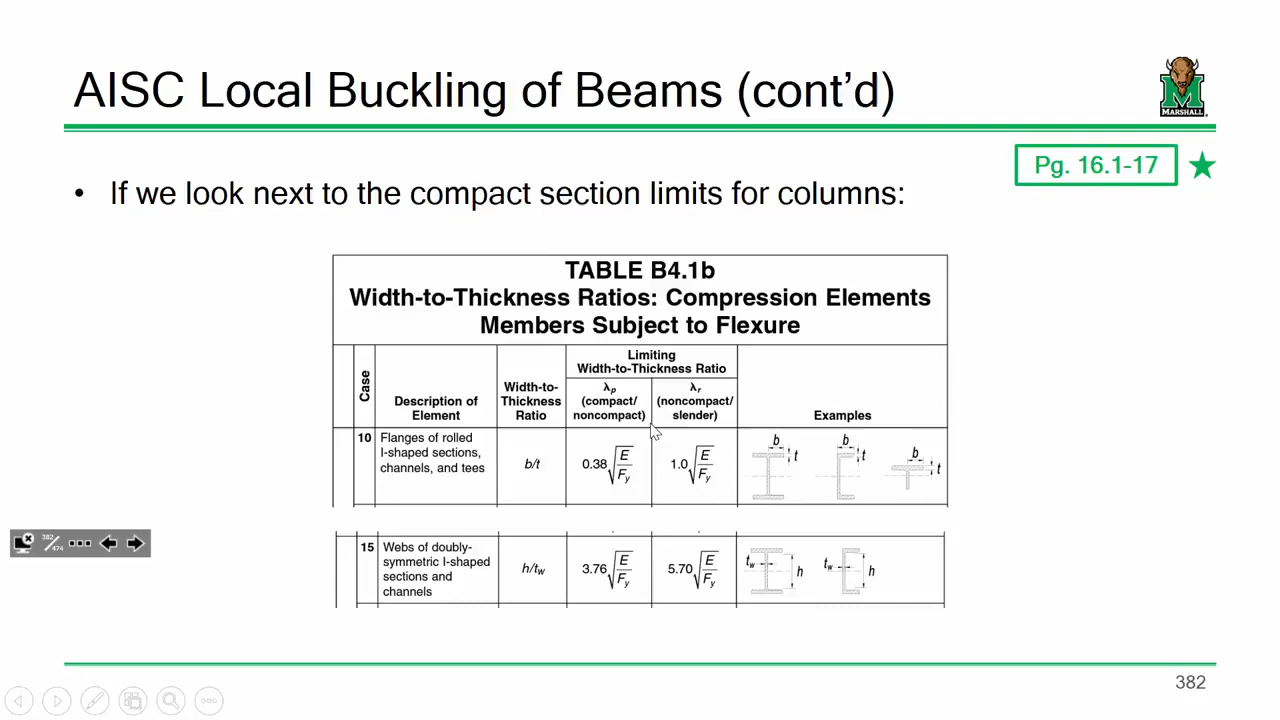 AISC Local Buckling of Beams (cont’d)
MARSHALL
Pg. 16.1-17
• If we look next to the compact section limits for columns:
TABLE B4.1b
Width-to-Thickness Ratios: Compression Elements
Members Subject to Flexure
Case
Description of
Element
Width-to-
Thickness
Ratio
Limiting
Width-to-Thickness Ratio
λp
(compact/
noncompact)
λr
(noncompact/
slender)
Examples
10
Flanges of rolled
I-shaped sections,
channels, and tees
b/t
0.38√(E/Fy)
1.0√(E/Fy)
b
t
b
t
b
t
15
Webs of doubly-
symmetric I-shaped
sections and
channels
h/tw
3.76√(E/Fy)
5.70√(E/Fy)
tw
h
tw
h
382/474
382